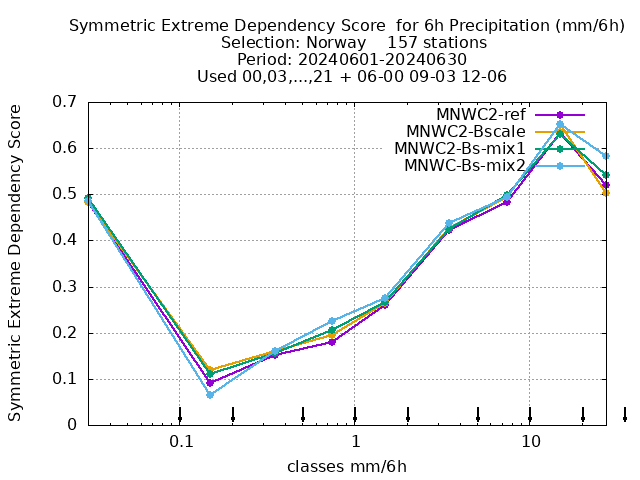 Symmetric Extreme Dependency Score  for 6h Precipitation (mm/6h)
Selection: Norway    157 stations
Period: 20240601-20240630
Used 00,03,...,21 + 06-00 09-03 12-06
Symmetric Extreme Dependency Score
0.7
0.6
0.5
0.4
0.3
0.2
0.1
0
MNWC2-ref
MNWC2-Bscale
MNWC2-Bs-mix1
MNWC-Bs-mix2
0.1
1
10
classes mm/6h